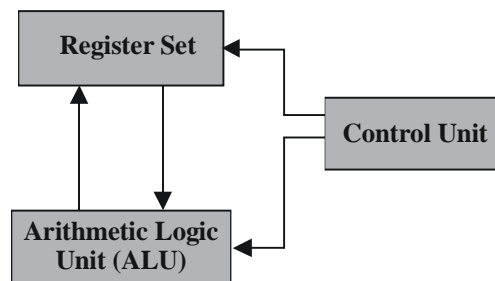 Register Set
Control Unit
Arithmetic Logic
Unit (ALU)